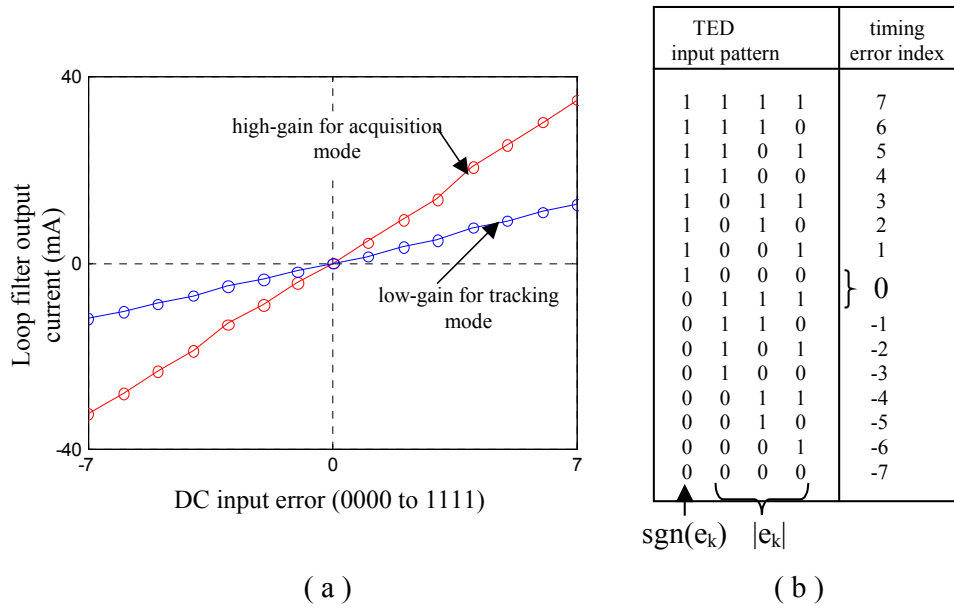 40
0
-40
-7
0
7
Loop filter output
current (mA)
high-gain for acquisition
mode
low-gain for tracking
mode
DC input error (0000 to 1111)
( a )
TED
input pattern
timing
error index
1 1 1 1 7
1 1 1 0 6
1 1 0 1 5
1 1 0 0 4
1 0 1 1 3
1 0 1 0 2
1 0 0 1 1
1 0 0 0
0
0 1 1 1
0 1 1 0 -1
0 1 0 1 -2
0 1 0 0 -3
0 0 1 1 -4
0 0 1 0 -5
0 0 0 1 -6
0 0 0 0 -7
sgn(eₖ) |eₖ|
( b )